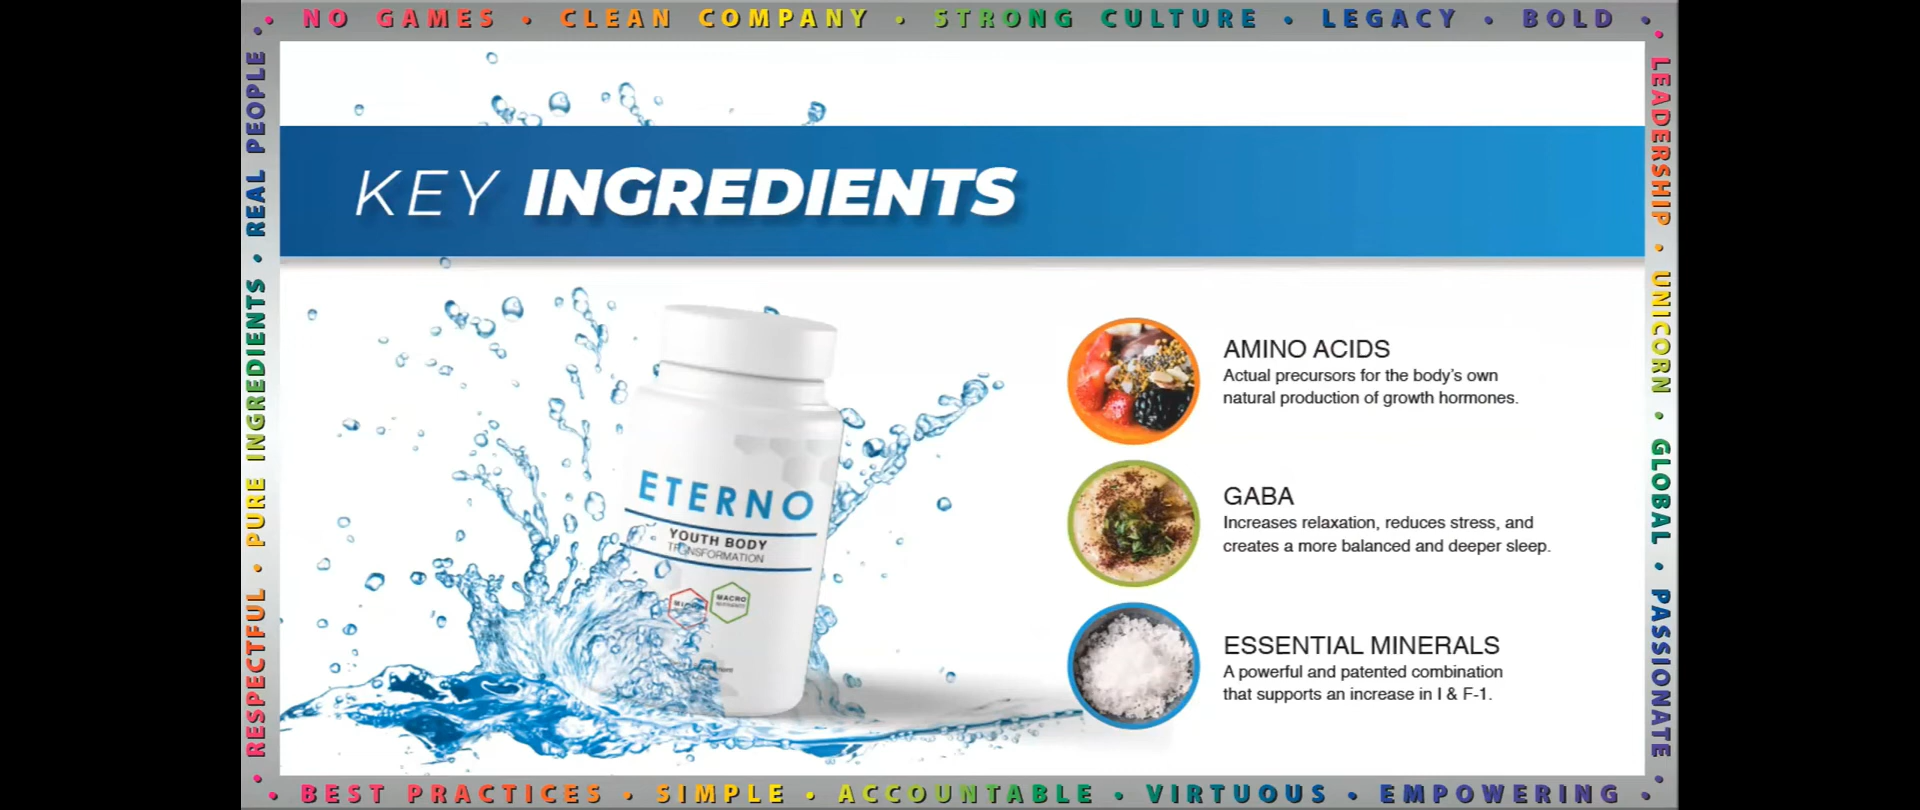 • NO GAMES • CLEAN COMPANY • STRONG CULTURE • LEGACY • BOLD •
• LEADERSHIP • UNICORN • GLOBAL • PASSIONATE •
• RESPECTFUL • PURE INGREDIENTS • REAL PEOPLE •
KEY INGREDIENTS
ETERNO
YOUTH BODY
TRANSFORMATION
MACRO
AMINO ACIDS
Actual precursors for the body's own
natural production of growth hormones.
GABA
Increases relaxation, reduces stress, and
creates a more balanced and deeper sleep.
ESSENTIAL MINERALS
A powerful and patented combination
that supports an increase in I & F-1.
• BEST PRACTICES • SIMPLE • ACCOUNTABLE • VIRTUOUS • EMPOWERING •